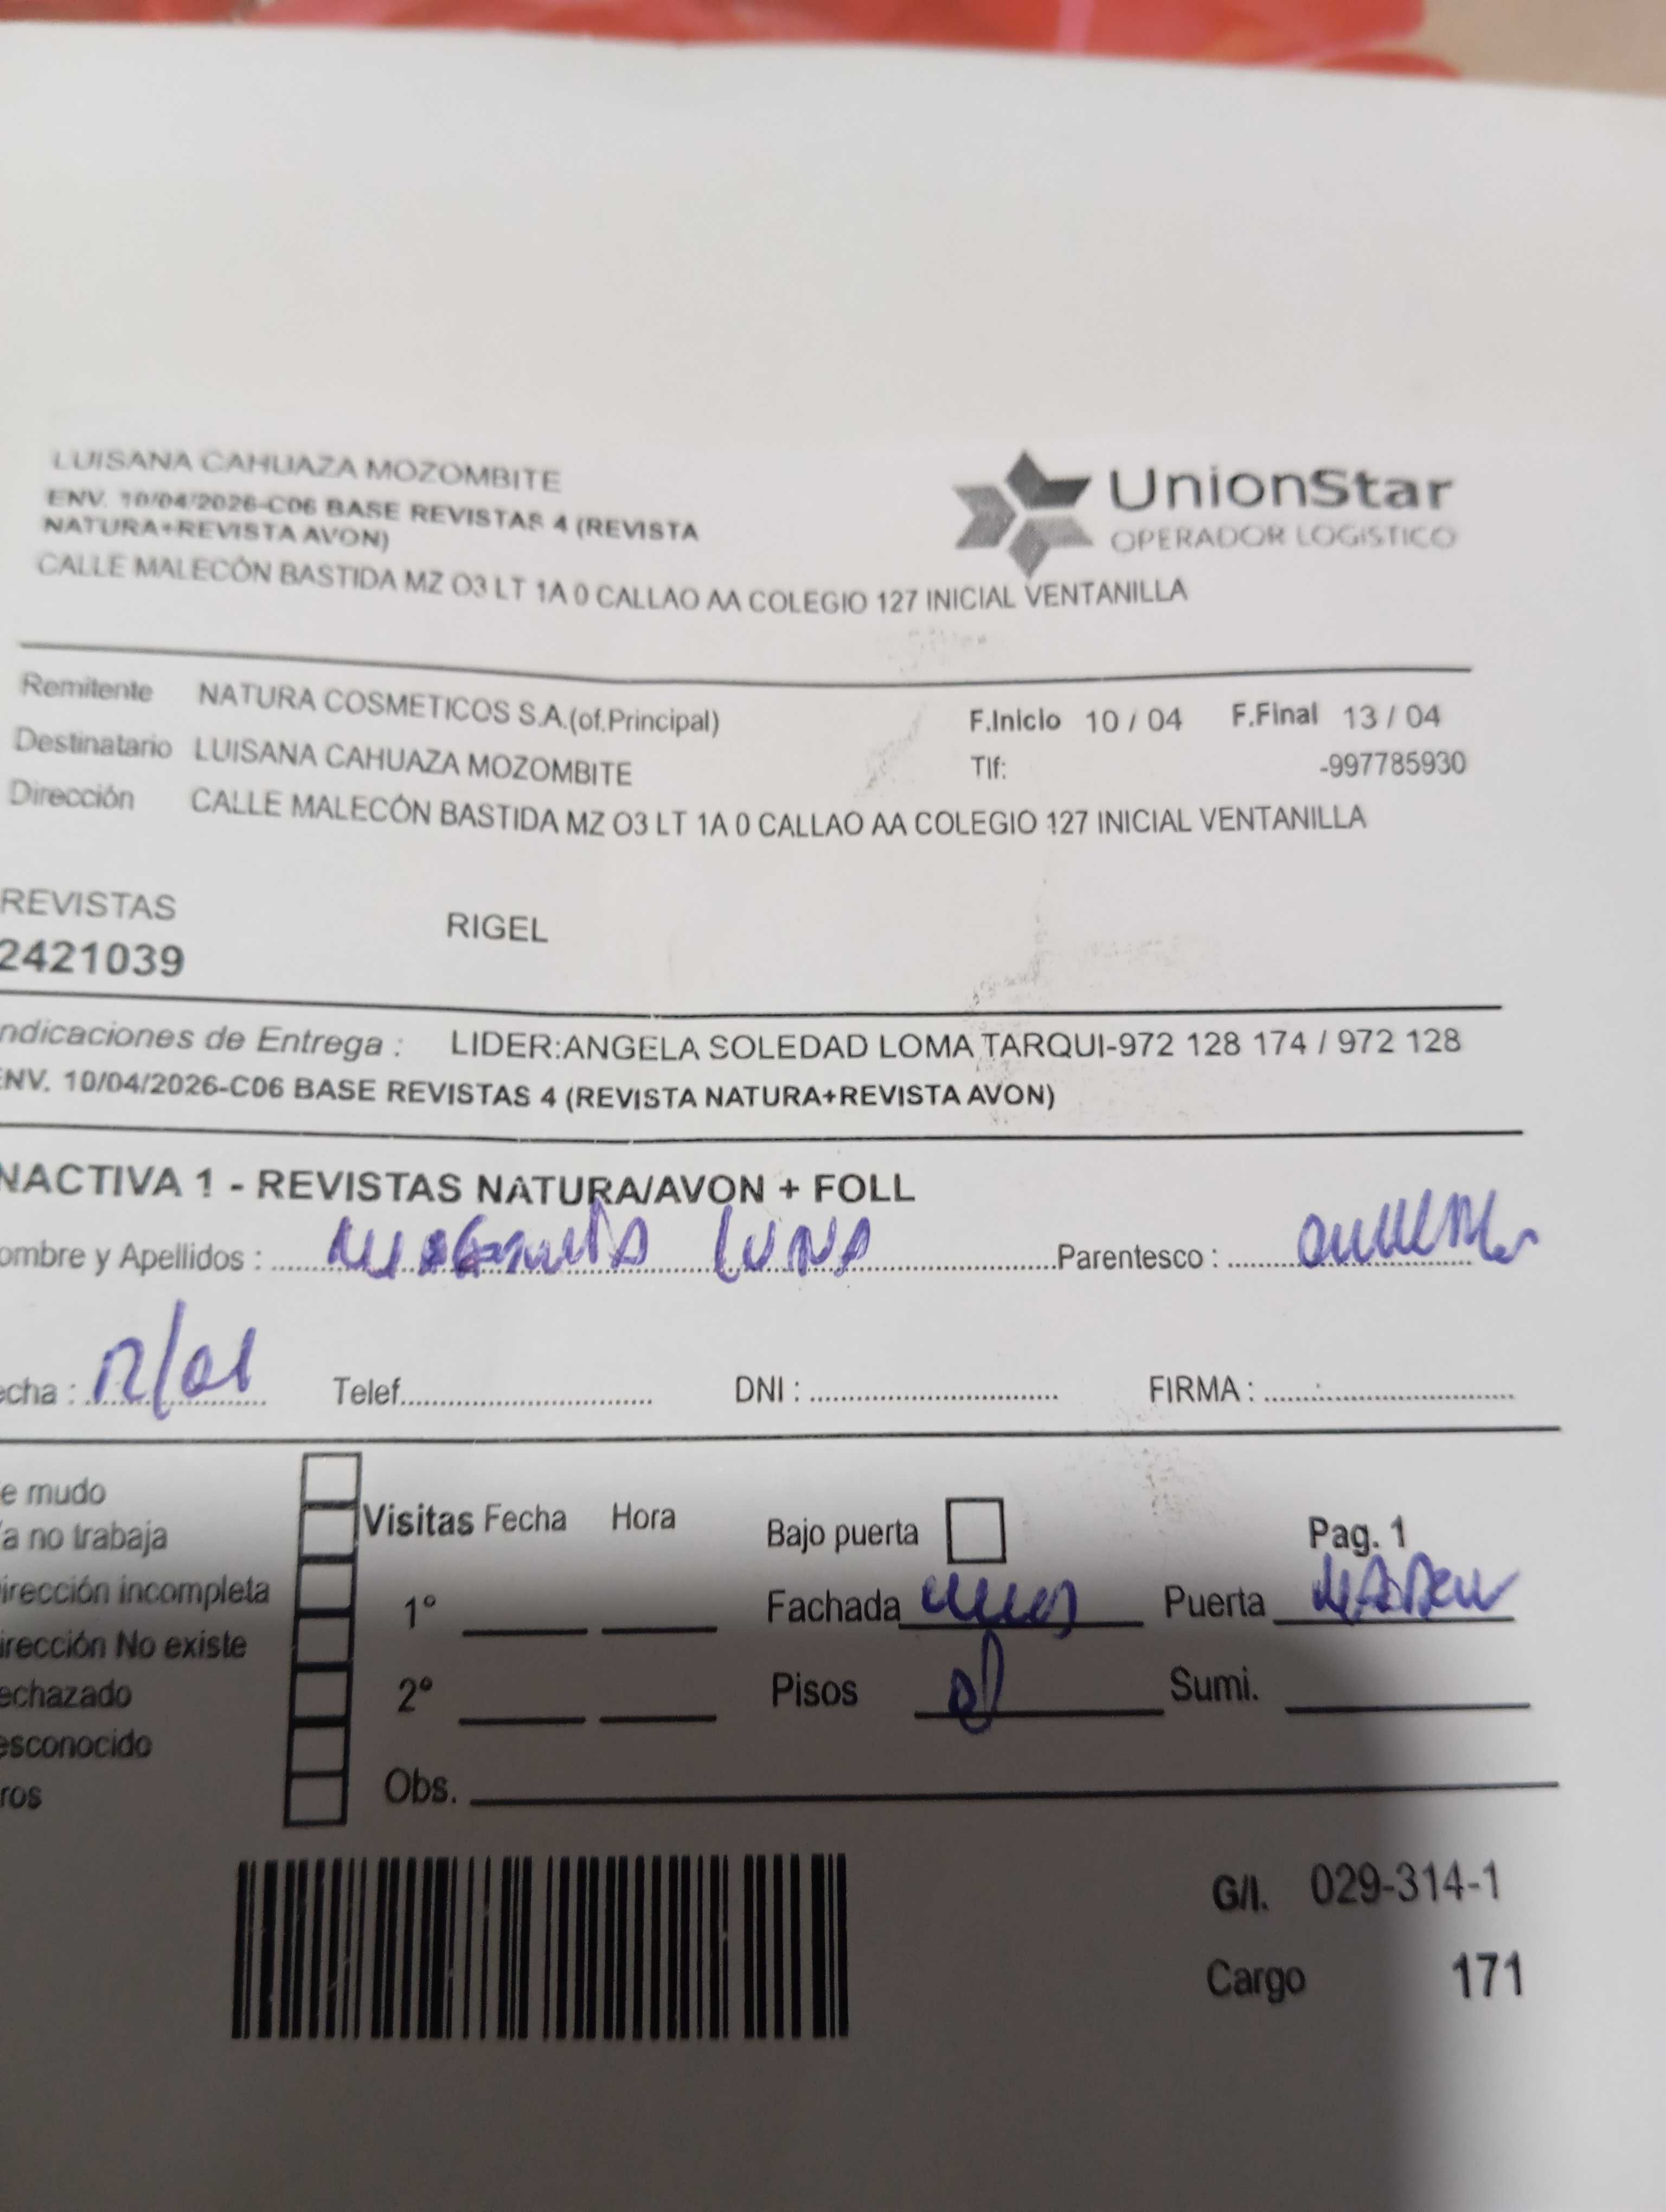 LUISANA CAHUAZA MOZOMBITE
ENV. 10/04/2026-C06 BASE REVISTAS 4 (REVISTA
NATURA+REVISTA AVON)
CALLE MALECÓN BASTIDA MZ O3 LT 1A 0 CALLAO AA COLEGIO 127 INICIAL VENTANILLA
UnionStar
OPERADOR LOGISTICO
Remitente NATURA COSMETICOS S.A.(of.Principal) F.Inicio 10 / 04 F.Final 13 / 04
Destinatario LUISANA CAHUAZA MOZOMBITE Tlf: -997785930
Dirección CALLE MALECÓN BASTIDA MZ O3 LT 1A 0 CALLAO AA COLEGIO 127 INICIAL VENTANILLA
REVISTAS RIGEL
2421039
ndicaciones de Entrega : LIDER:ANGELA SOLEDAD LOMA TARQUI-972 128 174 / 972 128
NV. 10/04/2026-C06 BASE REVISTAS 4 (REVISTA NATURA+REVISTA AVON)
NACTIVA 1 - REVISTAS NATURA/AVON + FOLL
ombre y Apellidos : Parentesco :
echa : Telef. DNI : FIRMA :
e mudo
a no trabaja
irección incompleta
irección No existe
echazado
esconocido
ros
Visitas Fecha Hora
1°
2°
Obs.
Bajo puerta Pag. 1
Fachada Puerta
Pisos Sumi.
G/I. 029-314-1
Cargo 171